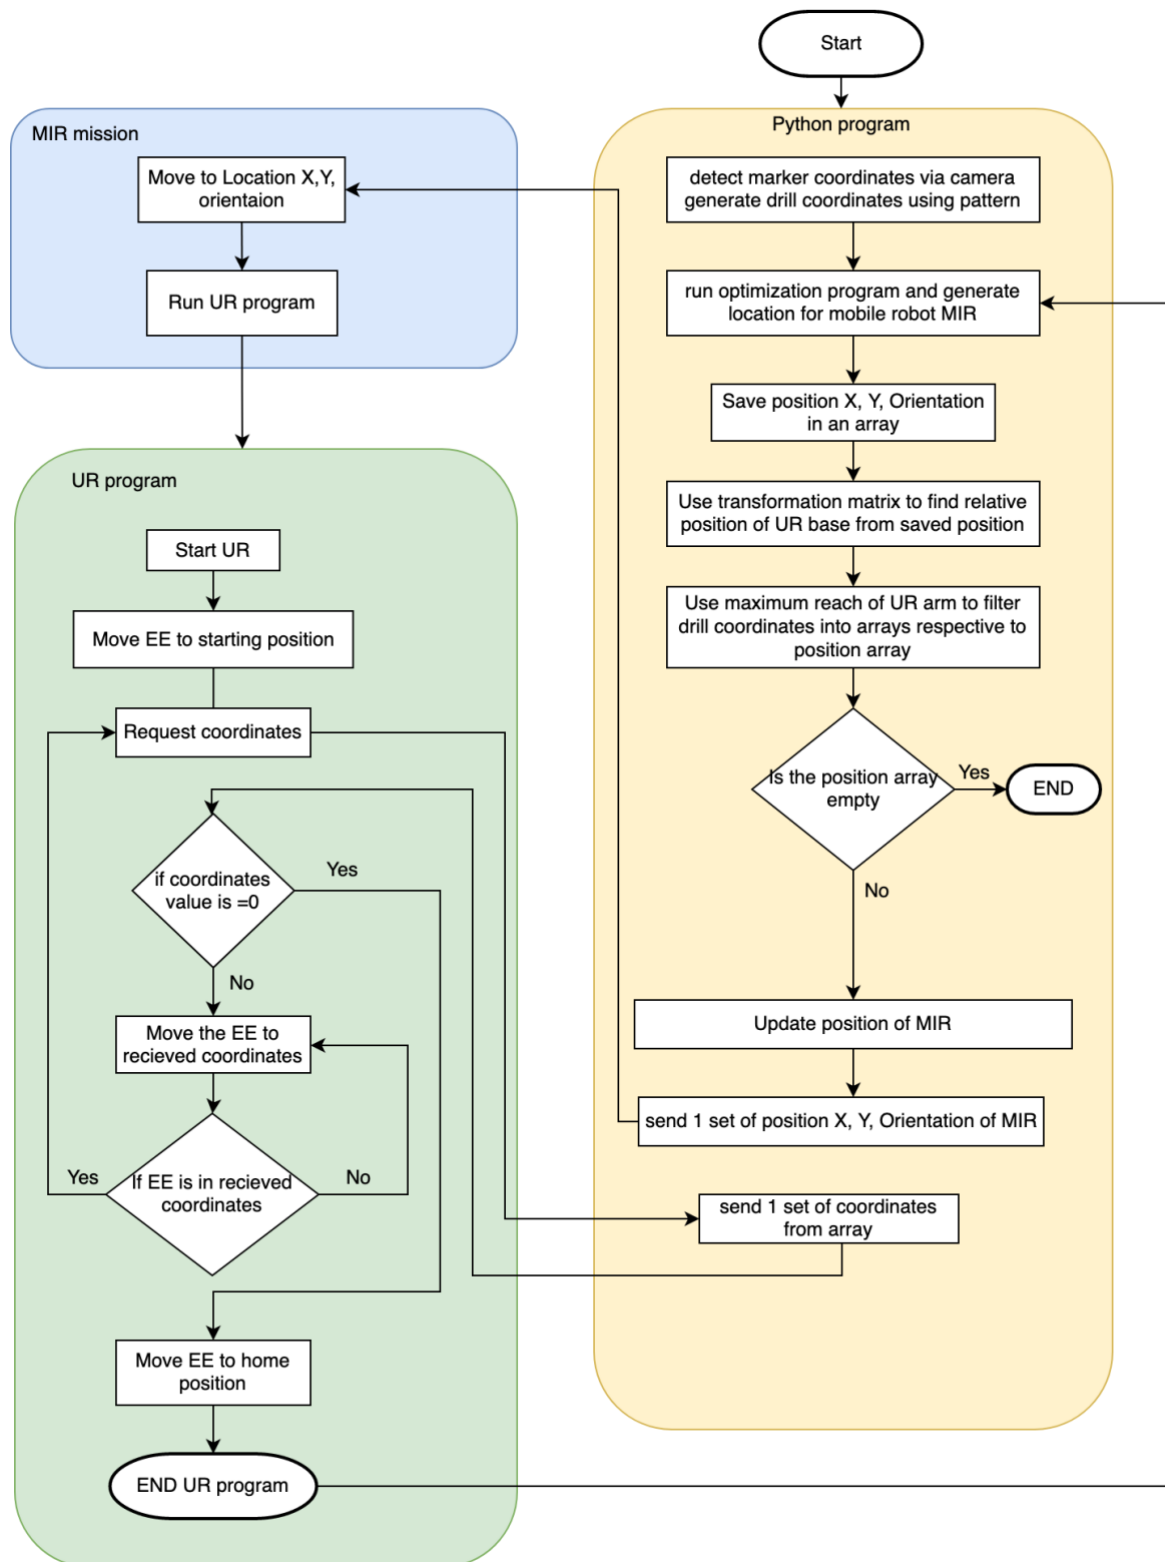 Start
Python program
detect marker coordinates via camera
generate drill coordinates using pattern
run optimization program and generate
location for mobile robot MIR
Save position X, Y, Orientation
in an array
Use transformation matrix to find relative
position of UR base from saved position
Use maximum reach of UR arm to filter
drill coordinates into arrays respective to
position array
Is the position array
empty
Yes
END
No
Update position of MIR
send 1 set of position X, Y, Orientation of MIR
send 1 set of coordinates
from array
MIR mission
Move to Location X,Y,
orientaion
Run UR program
UR program
Start UR
Move EE to starting position
Request coordinates
if coordinates
value is =0
Yes
No
Move the EE to
recieved coordinates
If EE is in recieved
coordinates
Yes
No
Move EE to home
position
END UR program